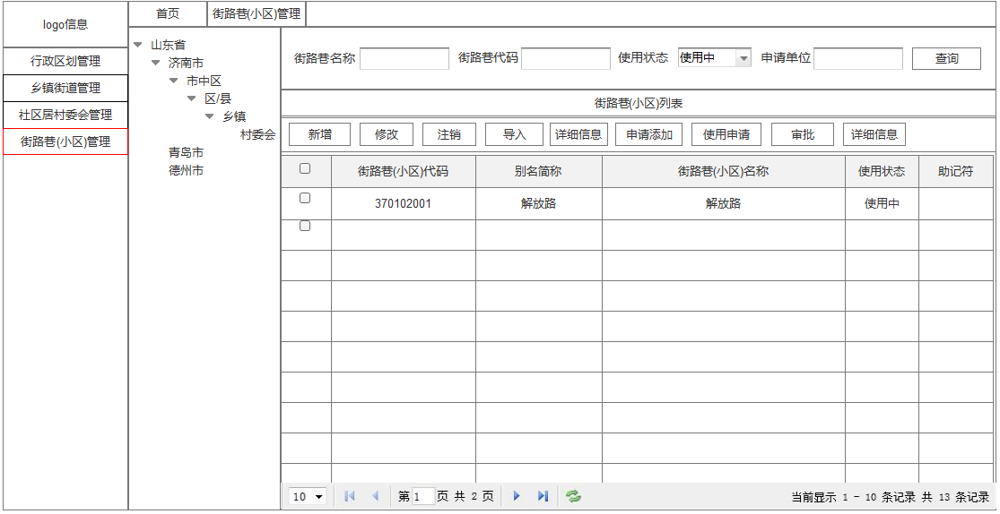 logo信息
首页
街路巷(小区)管理
行政区划管理
乡镇街道管理
社区居村委会管理
街路巷(小区)管理
山东省
济南市
市中区
区/县
乡镇
村委会
青岛市
德州市
街路巷名称 街路巷代码 使用状态 使用中 申请单位 查询
街路巷(小区)列表
新增 修改 注销 导入 详细信息 申请添加 使用申请 审批 详细信息
街路巷(小区)代码 别名简称 街路巷(小区)名称 使用状态 助记符
370102001 解放路 解放路 使用中
10 第 1 页 共 2 页 当前显示 1 - 10 条记录 共 13 条记录